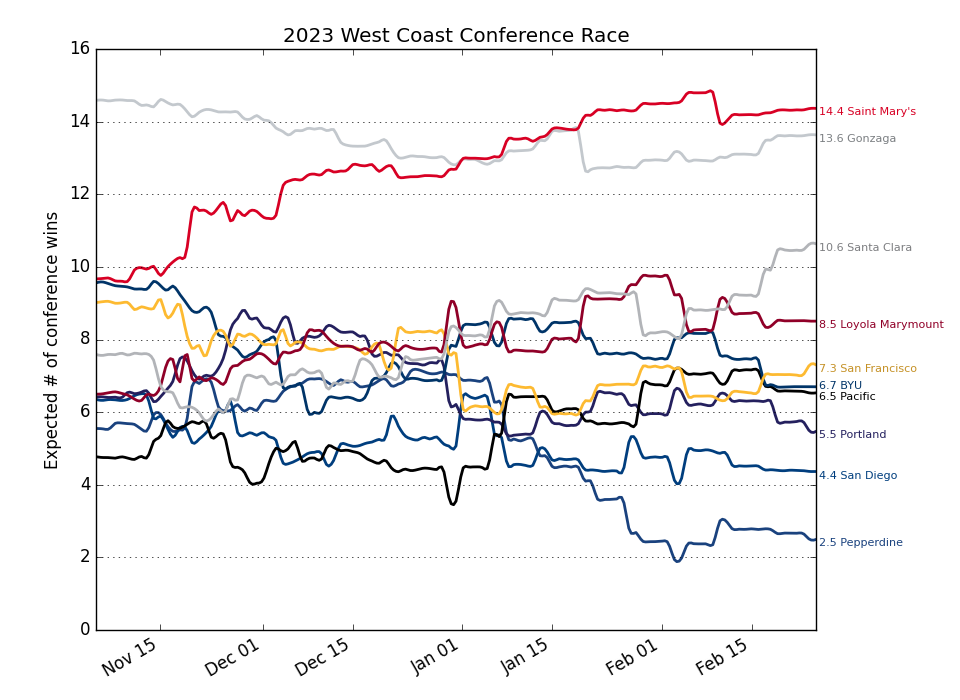 2023 West Coast Conference Race
Expected # of conference wins
16
14
12
10
8
6
4
2
0
14.4 Saint Mary's
13.6 Gonzaga
10.6 Santa Clara
8.5 Loyola Marymount
7.3 San Francisco
6.7 BYU
6.5 Pacific
5.5 Portland
4.4 San Diego
2.5 Pepperdine
Nov 15
Dec 01
Dec 15
Jan 01
Jan 15
Feb 01
Feb 15